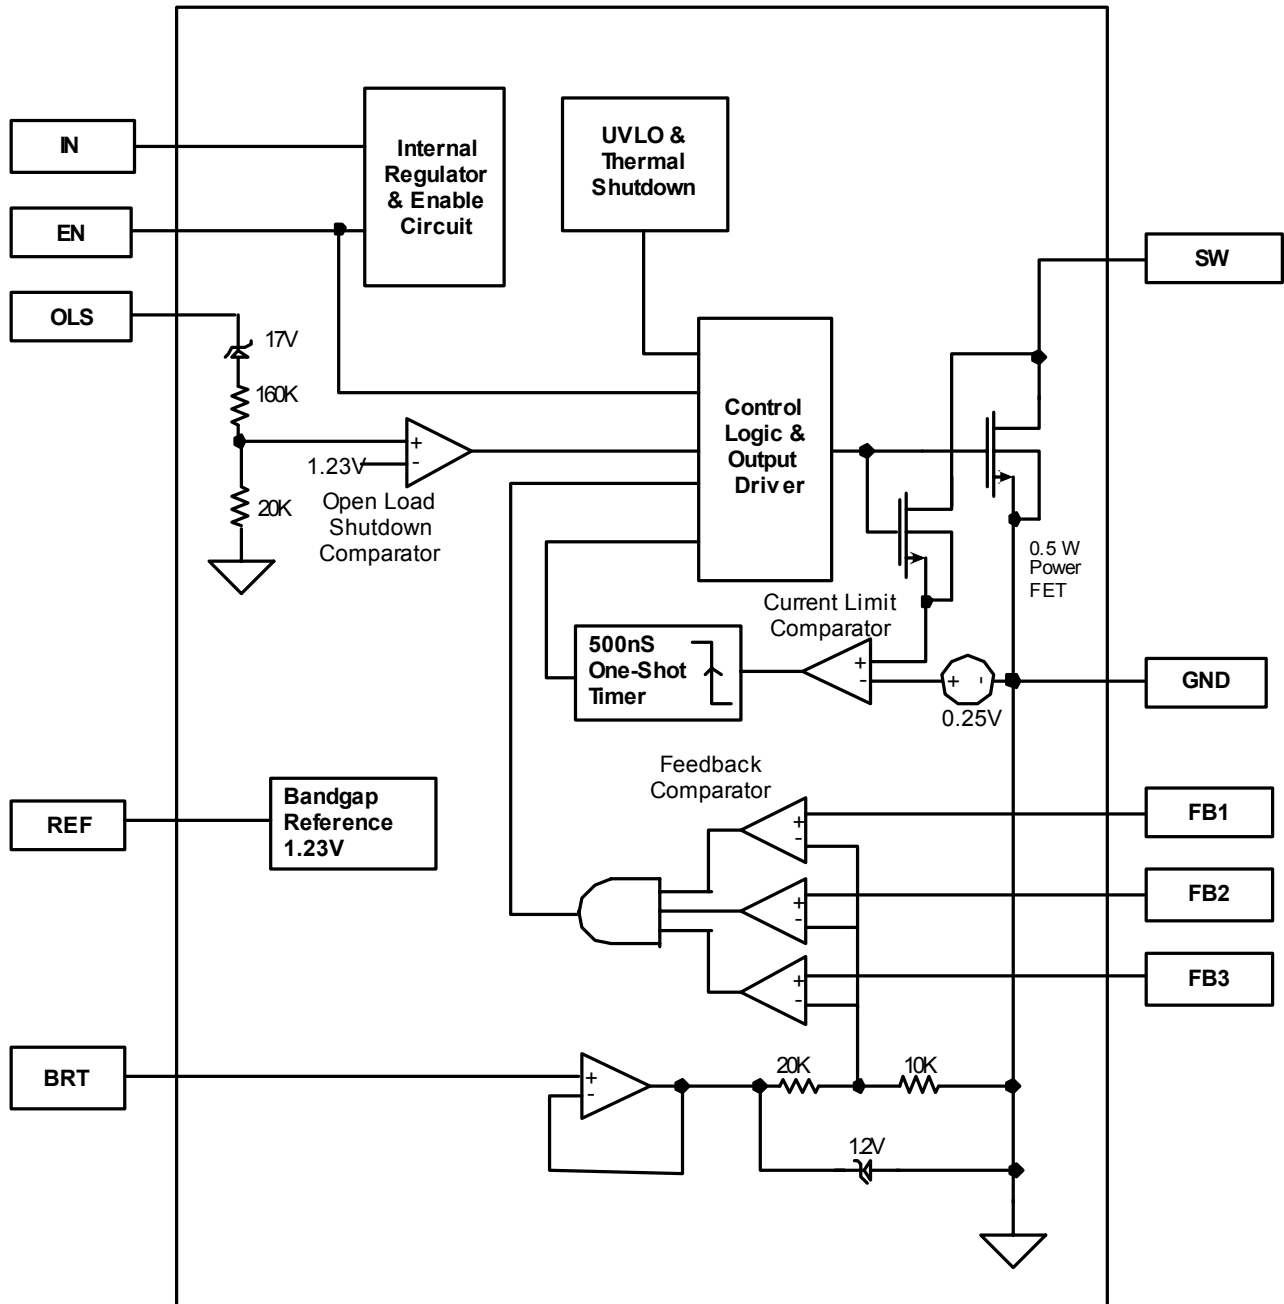 IN
EN
OLS
Internal
Regulator
& Enable
Circuit
UVLO &
Thermal
Shutdown
SW
17V
160K
20K
+
1.23V
-
Open Load
Shutdown
Comparator
Control
Logic &
Output
Driver
0.5 W
Power
FET
Current Limit
Comparator
500nS
One-Shot
Timer
+
-
+ -
0.25V
GND
REF
Bandgap
Reference
1.23V
Feedback
Comparator
+
-
FB1
+
-
FB2
+
-
FB3
BRT
+
-
20K
10K
1.2V